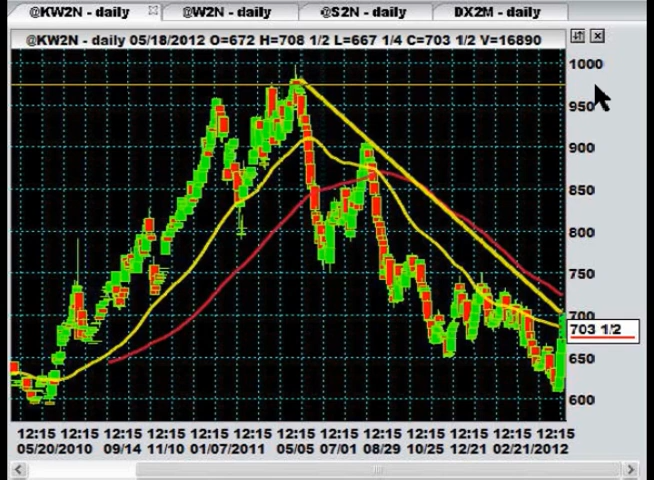 @KW2N - daily @W2N - daily @S2N - daily DX2M - daily
@KW2N - daily 05/18/2012 O=672 H=708 1/2 L=667 1/4 C=703 1/2 V=16890
1000
950
900
850
800
750
700
703 1/2
650
600
12:15 12:15 12:15 12:15 12:15 12:15 12:15 12:15 12:15 12:15 12:15 12:15 12:15
05/20/2010 09/14 11/10 01/07/2011 05/05 07/01 08/29 10/25 12/21 02/21/2012